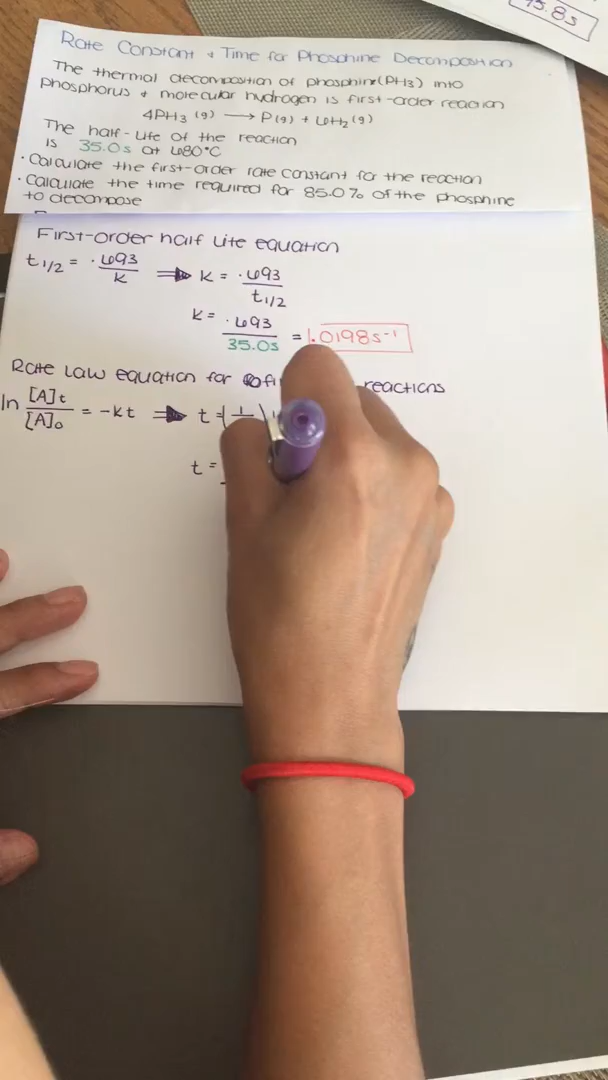 45.8s
Rate Constant & Time for Phosphine Decomposition
The thermal decomposition of phosphine (PH3) into
Phosphorus & molecular hydrogen is first-order reaction
4PH3 (g) → P(g) + 6H2(g)
The half-life of the reaction
is 35.0s at 680°C
• Calculate the first-order rate constant for the reaction
• Calculate the time required for 85.0% of the phosphine
to decompose
First-order half life equation
t1/2 = .693/k ⇒ k = .693/t1/2
k = .693/35.0s = .0198s⁻¹
Rate Law equation for reactions
ln [A]t/[A]0 = -kt ⇒ t = (1
t =